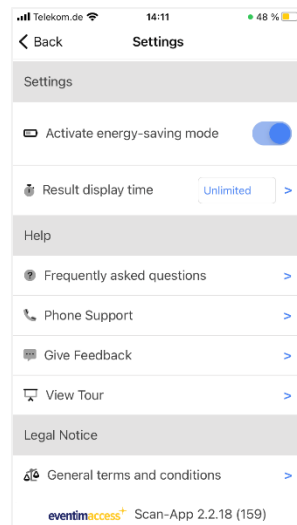 Telekom.de 14:11 48 %
Back Settings
Settings
Activate energy-saving mode
Result display time Unlimited >
Help
Frequently asked questions >
Phone Support >
Give Feedback >
View Tour >
Legal Notice
General terms and conditions >
eventimaccess+ Scan-App 2.2.18 (159)